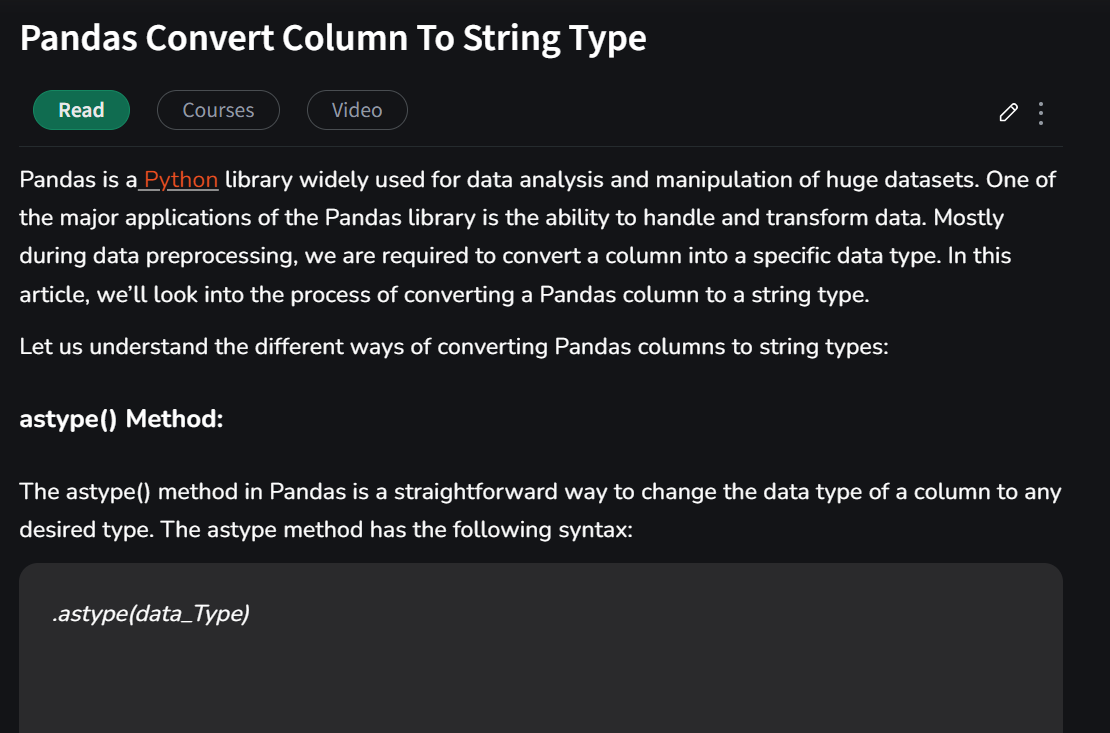 Pandas Convert Column To String Type
Read Courses Video
Pandas is a Python library widely used for data analysis and manipulation of huge datasets. One of
the major applications of the Pandas library is the ability to handle and transform data. Mostly
during data preprocessing, we are required to convert a column into a specific data type. In this
article, we’ll look into the process of converting a Pandas column to a string type.
Let us understand the different ways of converting Pandas columns to string types:
astype() Method:
The astype() method in Pandas is a straightforward way to change the data type of a column to any
desired type. The astype method has the following syntax:
.astype(data_Type)